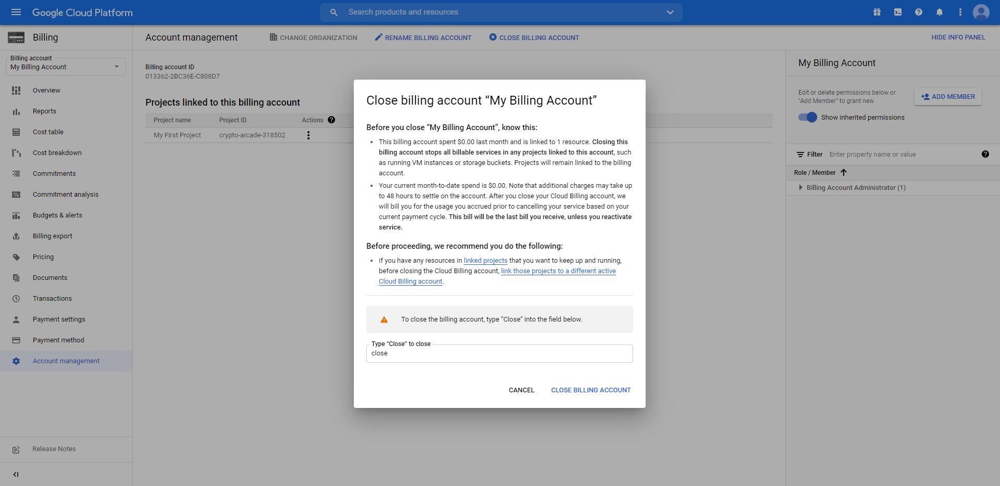 Google Cloud Platform
Search products and resources
Billing
Account management
CHANGE ORGANIZATION
RENAME BILLING ACCOUNT
CLOSE BILLING ACCOUNT
HIDE INFO PANEL
Billing account
My Billing Account
Overview
Reports
Cost table
Cost breakdown
Commitments
Commitment analysis
Budgets & alerts
Billing export
Pricing
Documents
Transactions
Payment settings
Payment method
Account management
Release Notes
Billing account ID
013362-2BC36E-C808D7
Projects linked to this billing account
Project name Project ID Actions
My First Project crypto-arcade-318502
Close billing account “My Billing Account”
Before you close “My Billing Account”, know this:
• This billing account spent $0.00 last month and is linked to 1 resource. Closing this
billing account stops all billable services in any projects linked to this account, such
as running VM instances or storage buckets. Projects will remain linked to the billing
account.
• Your current month-to-date spend is $0.00. Note that additional charges may take up
to 48 hours to settle on the account. After you close your Cloud Billing account, we
will bill you for the usage you accrued prior to cancelling your service based on your
current payment cycle. This bill will be the last bill you receive, unless you reactivate
service.
Before proceeding, we recommend you do the following:
• If you have any resources in linked projects that you want to keep up and running,
before closing the Cloud Billing account, link those projects to a different active
Cloud Billing account.
To close the billing account, type “Close” into the field below.
Type “Close” to close
close
CANCEL
CLOSE BILLING ACCOUNT
My Billing Account
Edit or delete permissions below or
"Add Member" to grant new
ADD MEMBER
Show inherited permissions
Filter Enter property name or value
Role / Member
Billing Account Administrator (1)